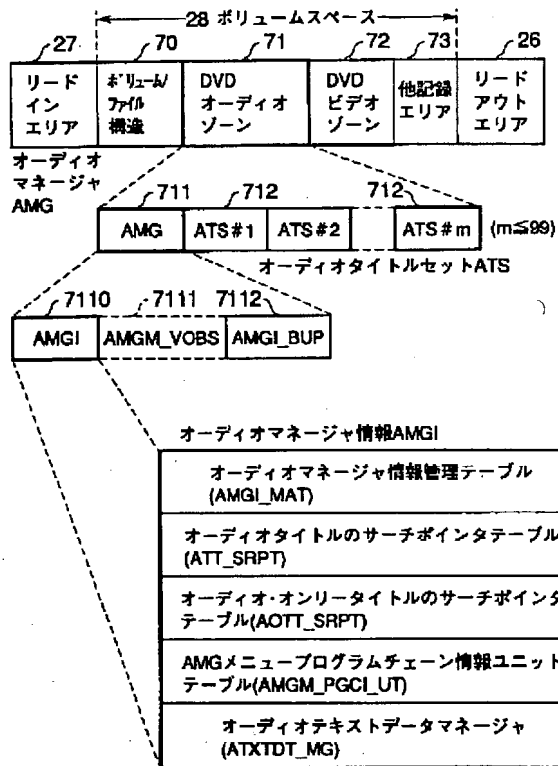 28 ボリュームスペース
27 70 71 72 73 26
リード
イン
エリア
ボリューム/
ファイル
構造
DVD
オーディオ
ゾーン
DVD
ビデオ
ゾーン
他記録
エリア
リード
アウト
エリア
オーディオ
マネージャ
AMG
711 712 712
AMG ATS#1 ATS#2 ATS#m (m≦99)
オーディオタイトルセットATS
7110 7111 7112
AMGI AMGM_VOBS AMGI_BUP
オーディオマネージャ情報AMGI
オーディオマネージャ情報管理テーブル
(AMGI_MAT)
オーディオタイトルのサーチポインタテーブル
(ATT_SRPT)
オーディオ・オンリータイトルのサーチポインタ
テーブル(AOTT_SRPT)
AMGメニュープログラムチェーン情報ユニット
テーブル(AMGM_PGCI_UT)
オーディオテキストデータマネージャ
(ATXTDT_MG)